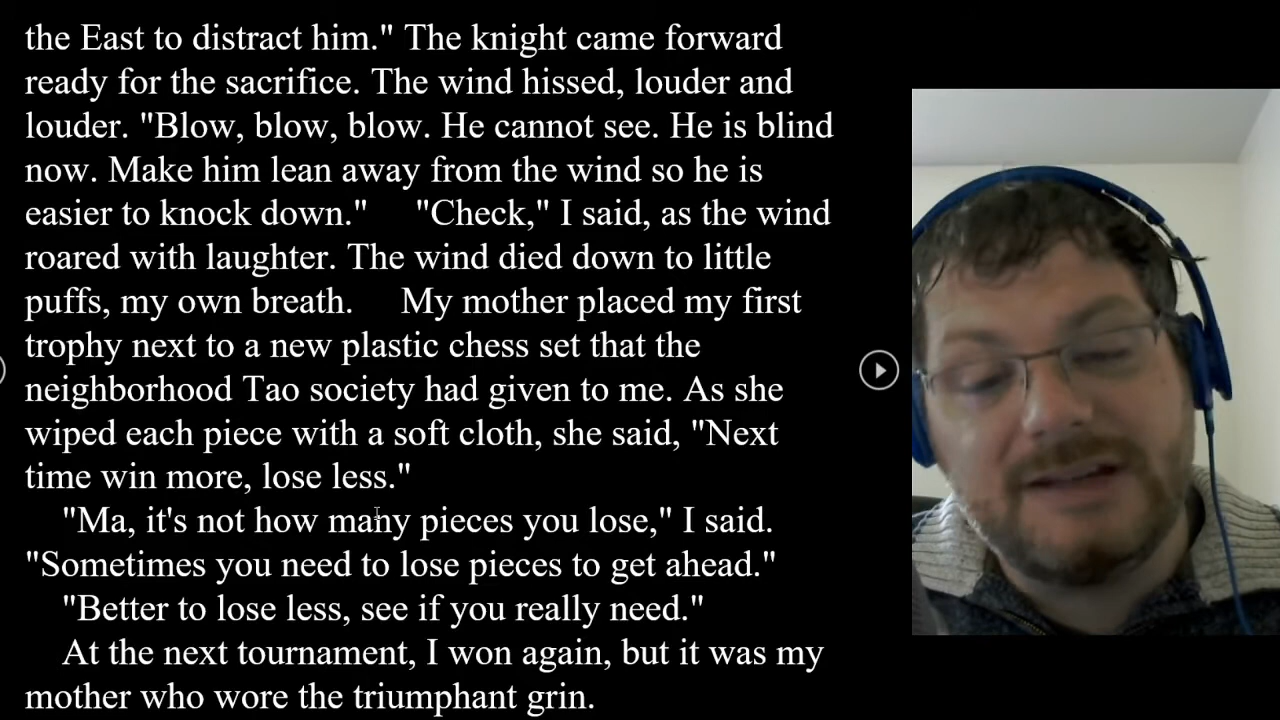 the East to distract him." The knight came forward
ready for the sacrifice. The wind hissed, louder and
louder. "Blow, blow, blow. He cannot see. He is blind
now. Make him lean away from the wind so he is
easier to knock down." "Check," I said, as the wind
roared with laughter. The wind died down to little
puffs, my own breath. My mother placed my first
trophy next to a new plastic chess set that the
neighborhood Tao society had given to me. As she
wiped each piece with a soft cloth, she said, "Next
time win more, lose less."
"Ma, it's not how many pieces you lose," I said.
"Sometimes you need to lose pieces to get ahead."
"Better to lose less, see if you really need."
At the next tournament, I won again, but it was my
mother who wore the triumphant grin.